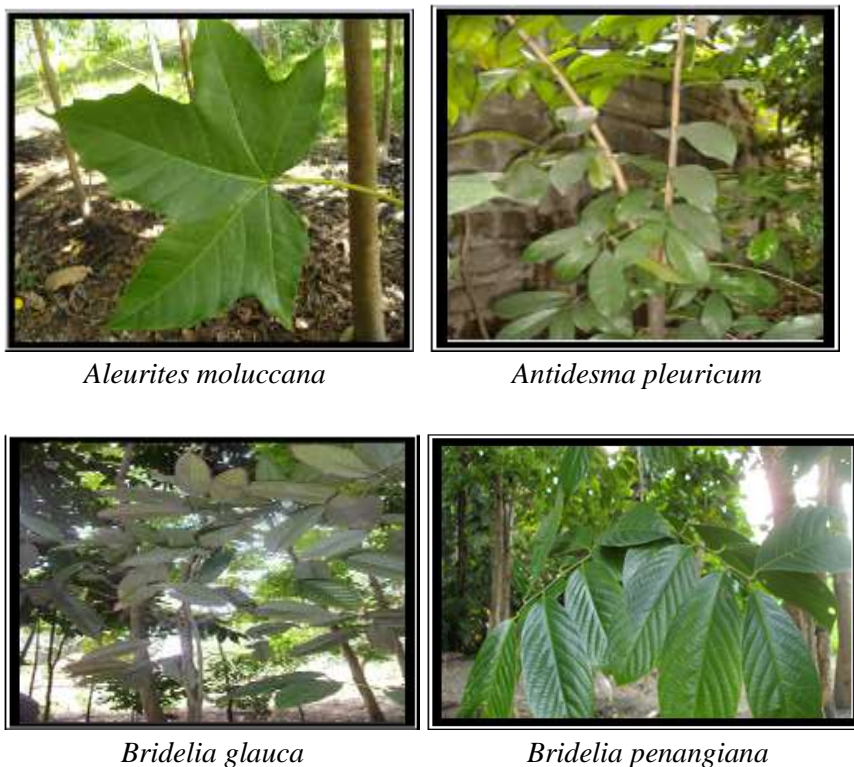 Aleurites moluccana
Antidesma pleuricum
Bridelia glauca
Bridelia penangiana